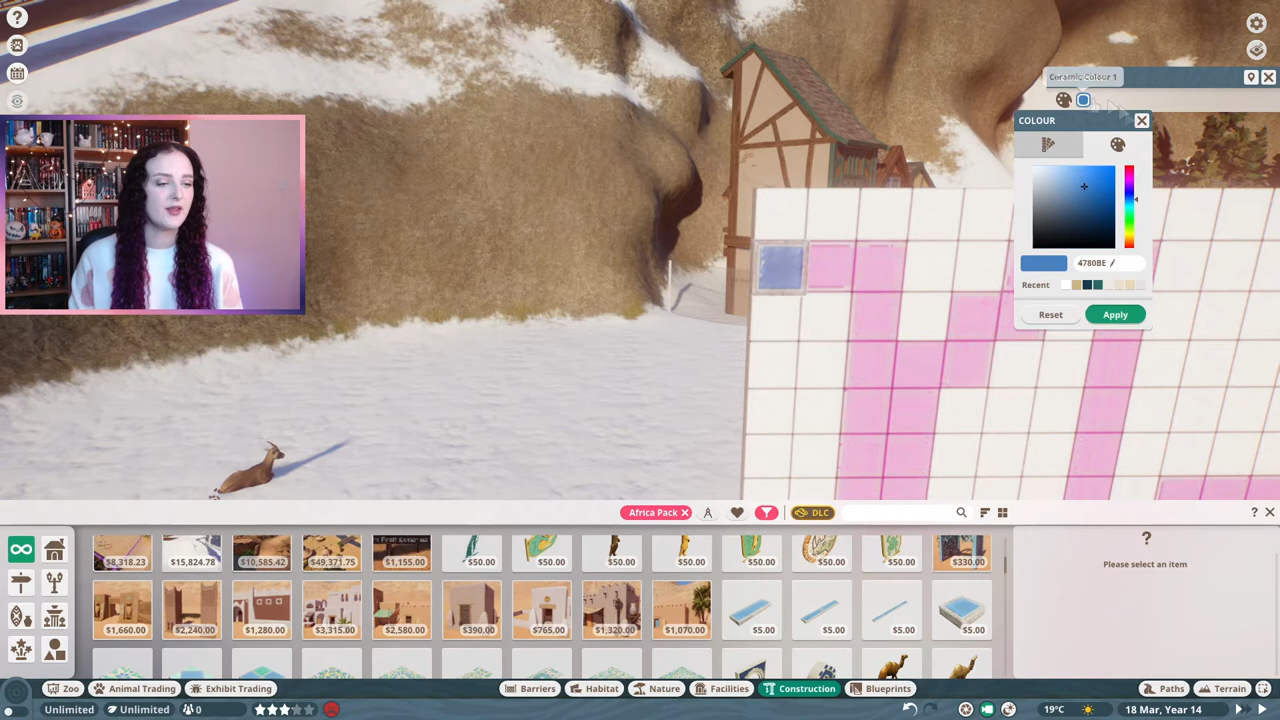 Ceramic Colour 1
COLOUR
4780BE
Recent
Reset
Apply
Africa Pack
DLC
$8,318.23
$15,824.78
$10,585.42
$49,371.75
$1,155.00
$50.00
$50.00
$50.00
$50.00
$50.00
$50.00
$50.00
$330.00
Please select an item
$1,660.00
$2,240.00
$1,280.00
$3,315.00
$2,580.00
$390.00
$765.00
$1,320.00
$1,070.00
$5.00
$5.00
$5.00
$5.00
Zoo
Animal Trading
Exhibit Trading
Barriers
Habitat
Nature
Facilities
Construction
Blueprints
Paths
Terrain
Unlimited
Unlimited
0
19°C
18 Mar, Year 14